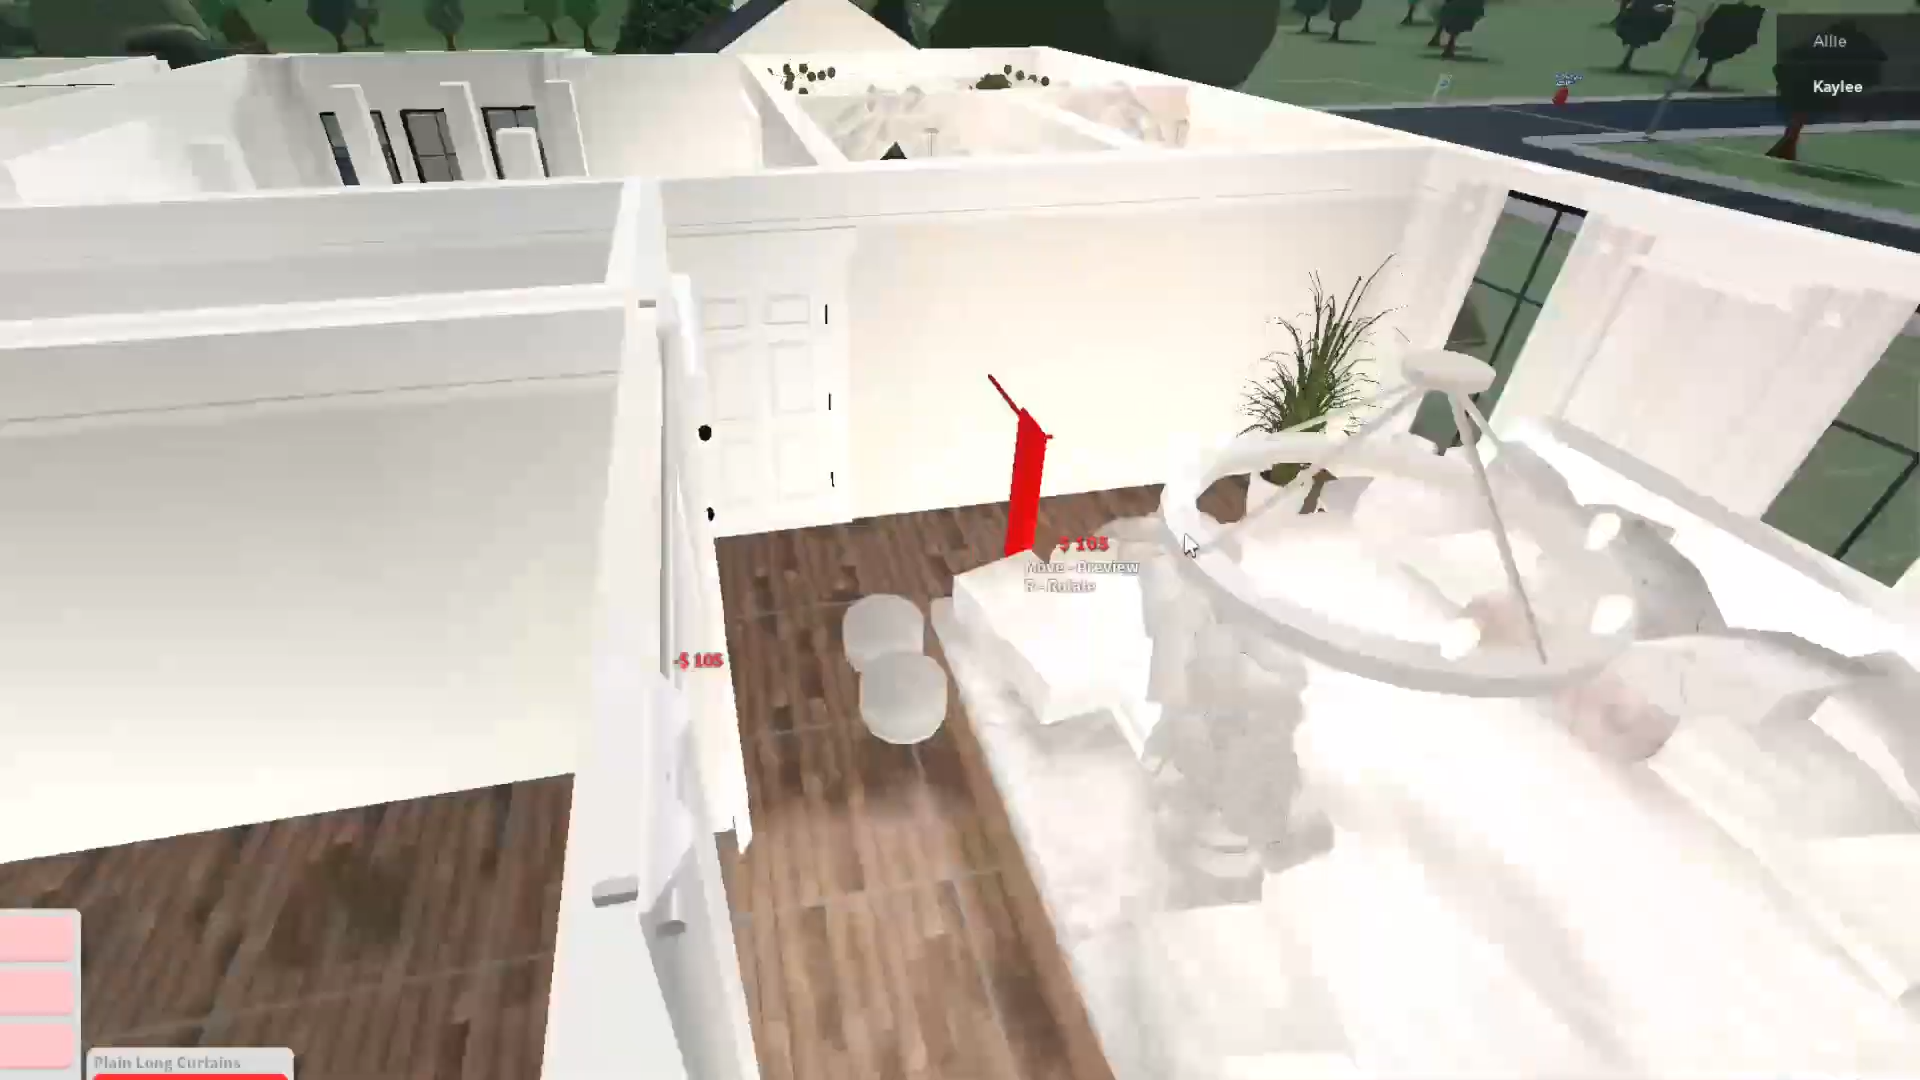 Allie
Kaylee
-$ 105
Move - Preview
R - Rotate
-$ 105
Plain Long Curtains